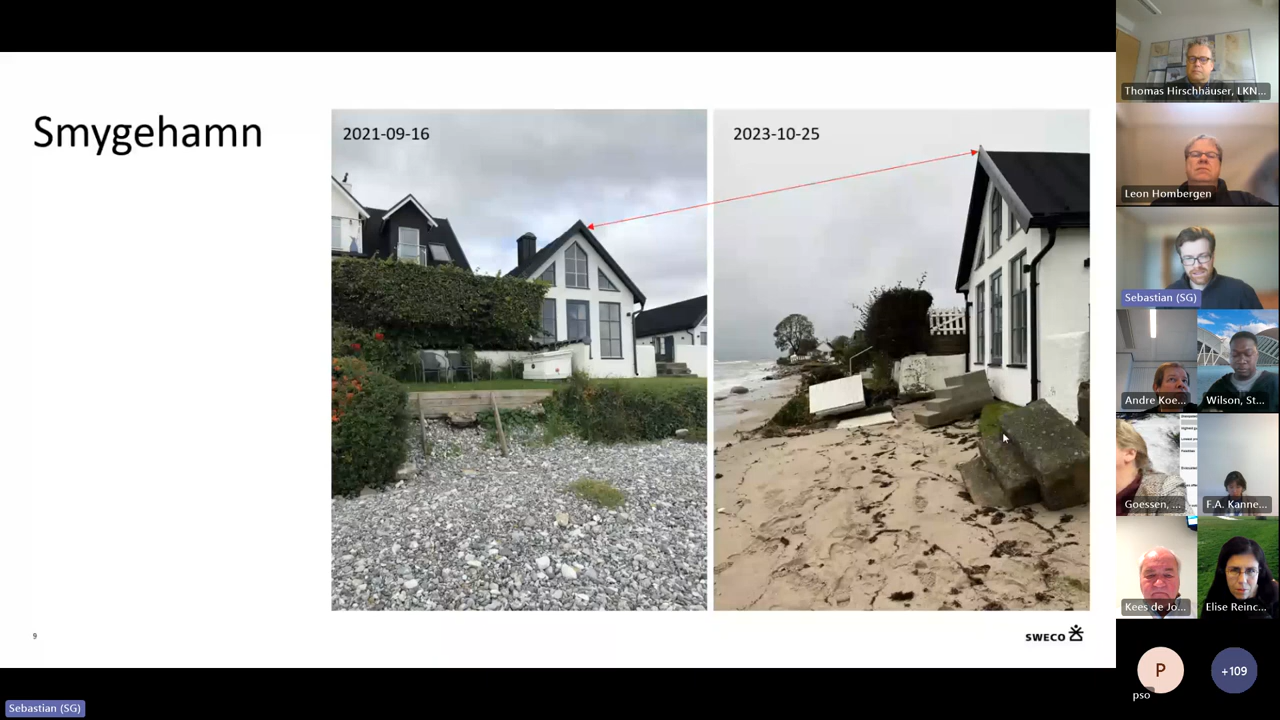 Smygehamn
2021-09-16
2023-10-25
9
SWECO
Thomas Hirschhäuser, LKN...
Leon Hombergen
Sebastian (SG)
Andre Koe...
Wilson, St...
Goessen, ...
F.A. Kanne...
Kees de Jo...
Elise Reinc...
P
pso
+109
Sebastian (SG)